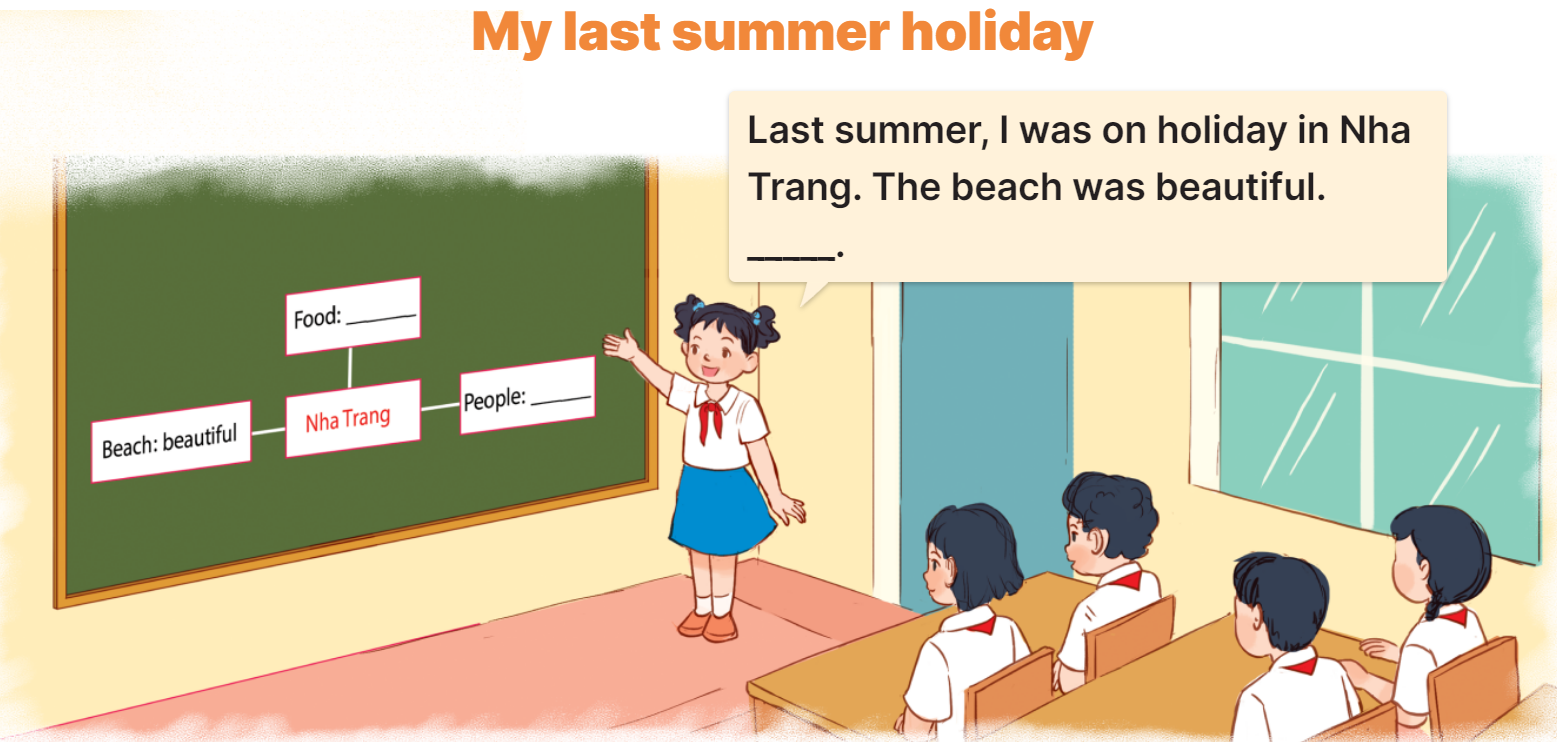 My last summer holiday
Last summer, I was on holiday in Nha
Trang. The beach was beautiful.
_____.
Food: ______
Beach: beautiful
Nha Trang
People: _____